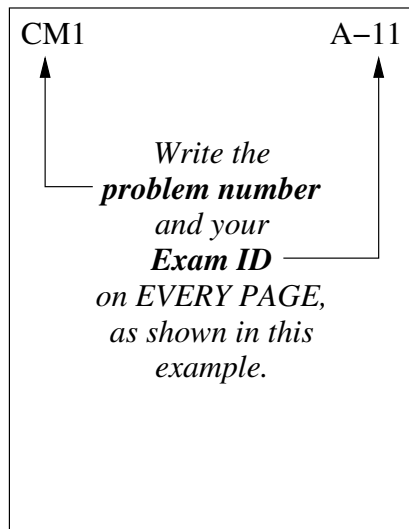 CM1 A−11
Write the
problem number
and your
Exam ID
on EVERY PAGE,
as shown in this
example.